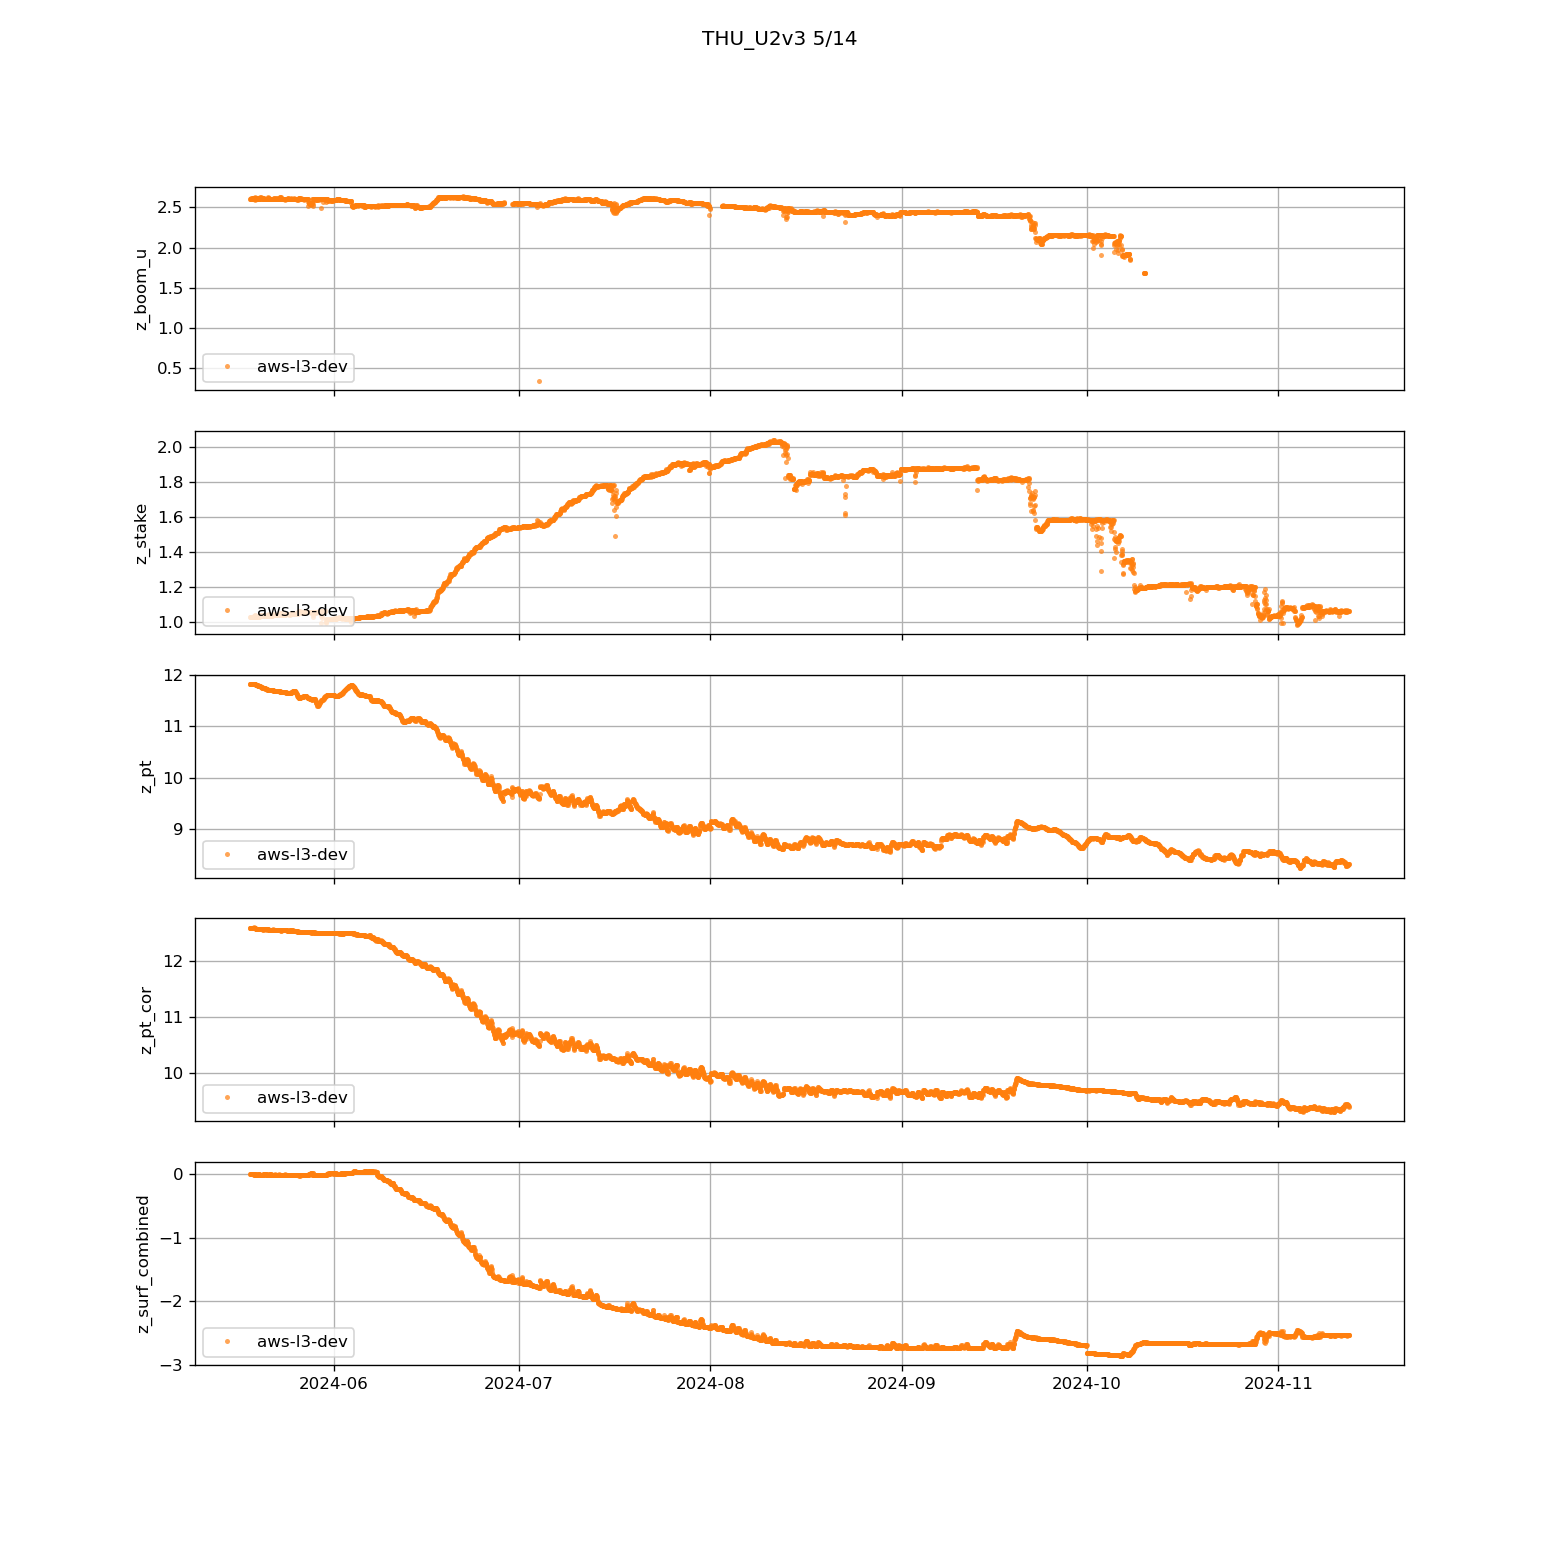 THU_U2v3 5/14
2.5
2.0
1.5
1.0
0.5
z_boom_u
aws-l3-dev
2.0
1.8
1.6
1.4
1.2
1.0
z_stake
aws-l3-dev
12
11
10
9
z_pt
aws-l3-dev
12
11
10
z_pt_cor
aws-l3-dev
0
−1
−2
−3
z_surf_combined
aws-l3-dev
2024-06 2024-07 2024-08 2024-09 2024-10 2024-11